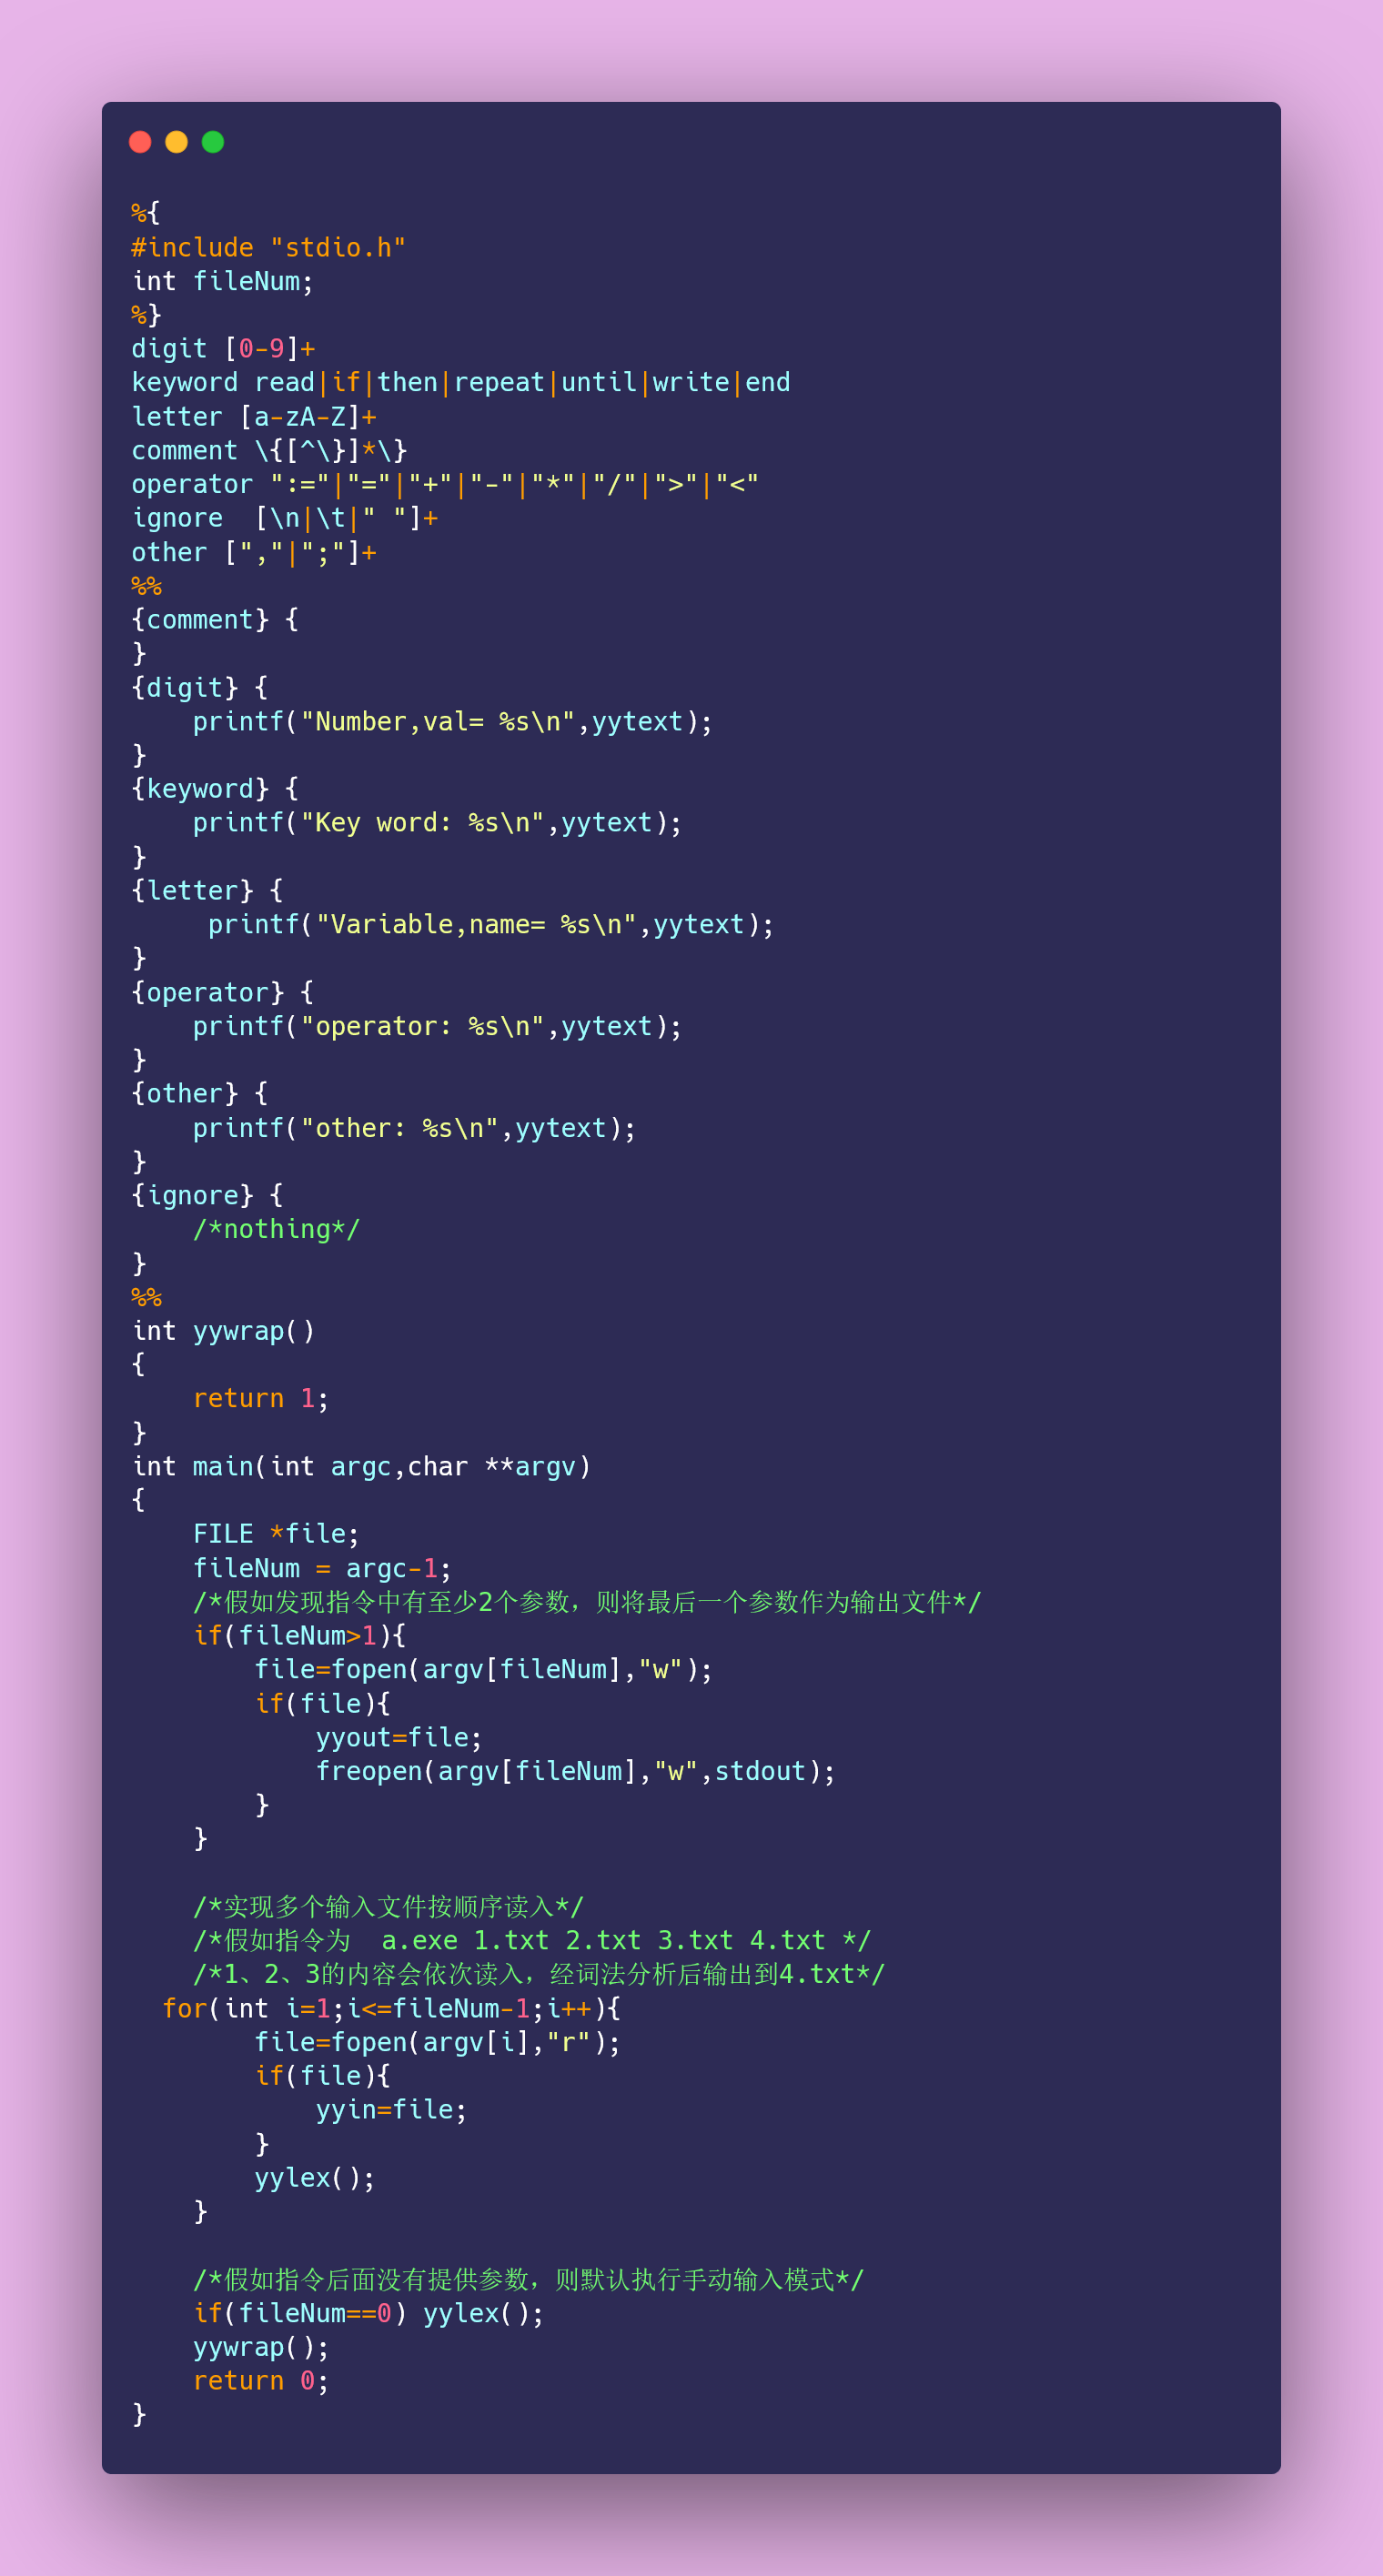 %{
#include "stdio.h"
int fileNum;
%}
digit [0-9]+
keyword read|if|then|repeat|until|write|end
letter [a-zA-Z]+
comment \{[^\}]*\}
operator ":="|"="|"+"|"-"|"*"|"/"|">"|"<"
ignore  [\n|\t|" "]+
other [","|";"]+
%%
{comment} {
}
{digit} {
    printf("Number,val= %s\n",yytext);
}
{keyword} {
    printf("Key word: %s\n",yytext);
}
{letter} {
     printf("Variable,name= %s\n",yytext);
}
{operator} {
    printf("operator: %s\n",yytext);
}
{other} {
    printf("other: %s\n",yytext);
}
{ignore} {
    /*nothing*/
}
%%
int yywrap()
{
    return 1;
}
int main(int argc,char **argv)
{
    FILE *file;
    fileNum = argc-1;
    /*假如发现指令中有至少2个参数，则将最后一个参数作为输出文件*/
    if(fileNum>1){
        file=fopen(argv[fileNum],"w");
        if(file){
            yyout=file;
            freopen(argv[fileNum],"w",stdout);
        }
    }

    /*实现多个输入文件按顺序读入*/
    /*假如指令为  a.exe 1.txt 2.txt 3.txt 4.txt */
    /*1、2、3的内容会依次读入，经词法分析后输出到4.txt*/
  for(int i=1;i<=fileNum-1;i++){
        file=fopen(argv[i],"r");
        if(file){
            yyin=file;
        }
        yylex();
    }

    /*假如指令后面没有提供参数，则默认执行手动输入模式*/
    if(fileNum==0) yylex();
    yywrap();
    return 0;
}